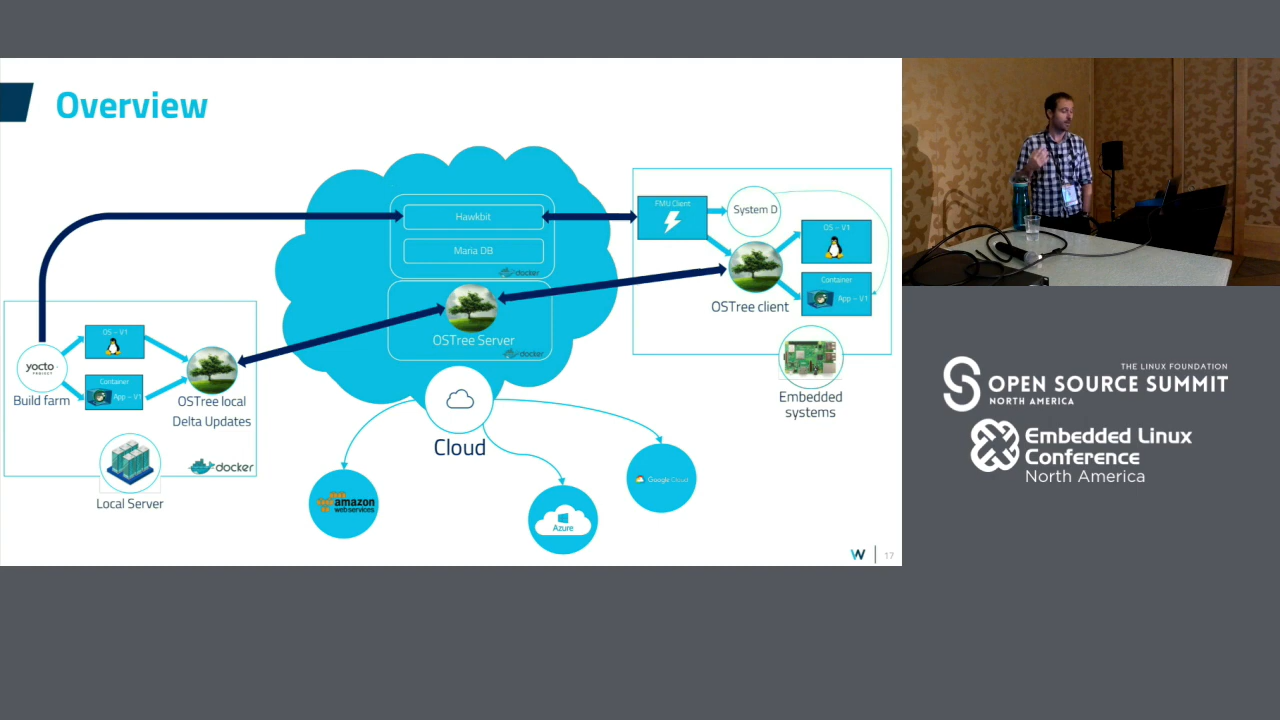 Overview
Hawkbit
Maria DB
docker
OSTree Server
docker
FMU Client
System D
OS - V1
Container
App - V1
OSTree client
Embedded
systems
yocto
PROJECT
Build farm
OS - V1
Container
App - V1
OSTree local
Delta Updates
docker
Local Server
Cloud
amazon
webservices
Azure
Google Cloud
W
17
THE LINUX FOUNDATION
OPEN SOURCE SUMMIT
NORTH AMERICA
Embedded Linux
Conference
North America